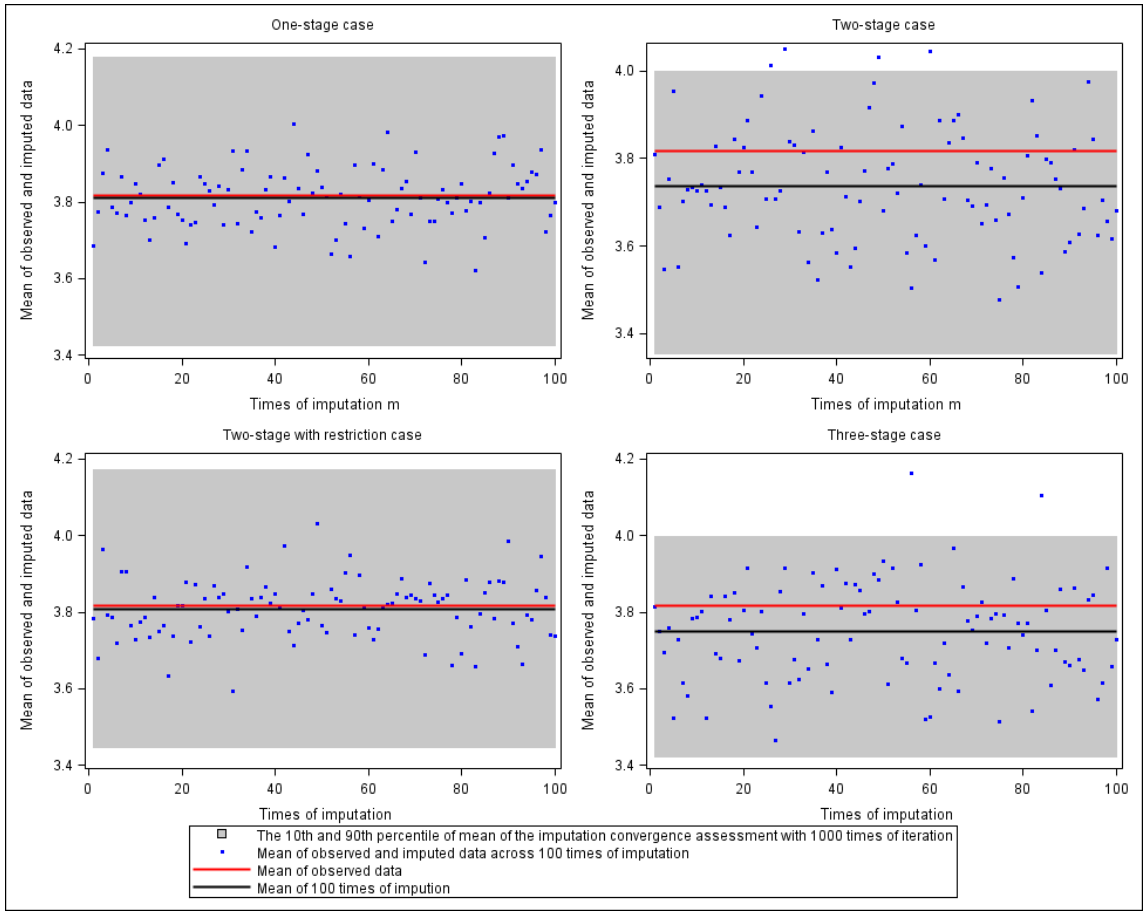 One-stage case
Mean of observed and imputed data
4.2
4.0
3.8
3.6
3.4
0 20 40 60 80 100
Times of imputation m
Two-stage case
Mean of observed and imputed data
4.0
3.8
3.6
3.4
0 20 40 60 80 100
Times of imputation m
Two-stage with restriction case
Mean of observed and imputed data
4.2
4.0
3.8
3.6
3.4
0 20 40 60 80 100
Times of imputation
Three-stage case
Mean of observed and imputed data
4.2
4.0
3.8
3.6
3.4
0 20 40 60 80 100
Times of imputation
The 10th and 90th percentile of mean of the imputation convergence assessment with 1000 times of iteration
Mean of observed and imputed data across 100 times of imputation
Mean of observed data
Mean of 100 times of impution